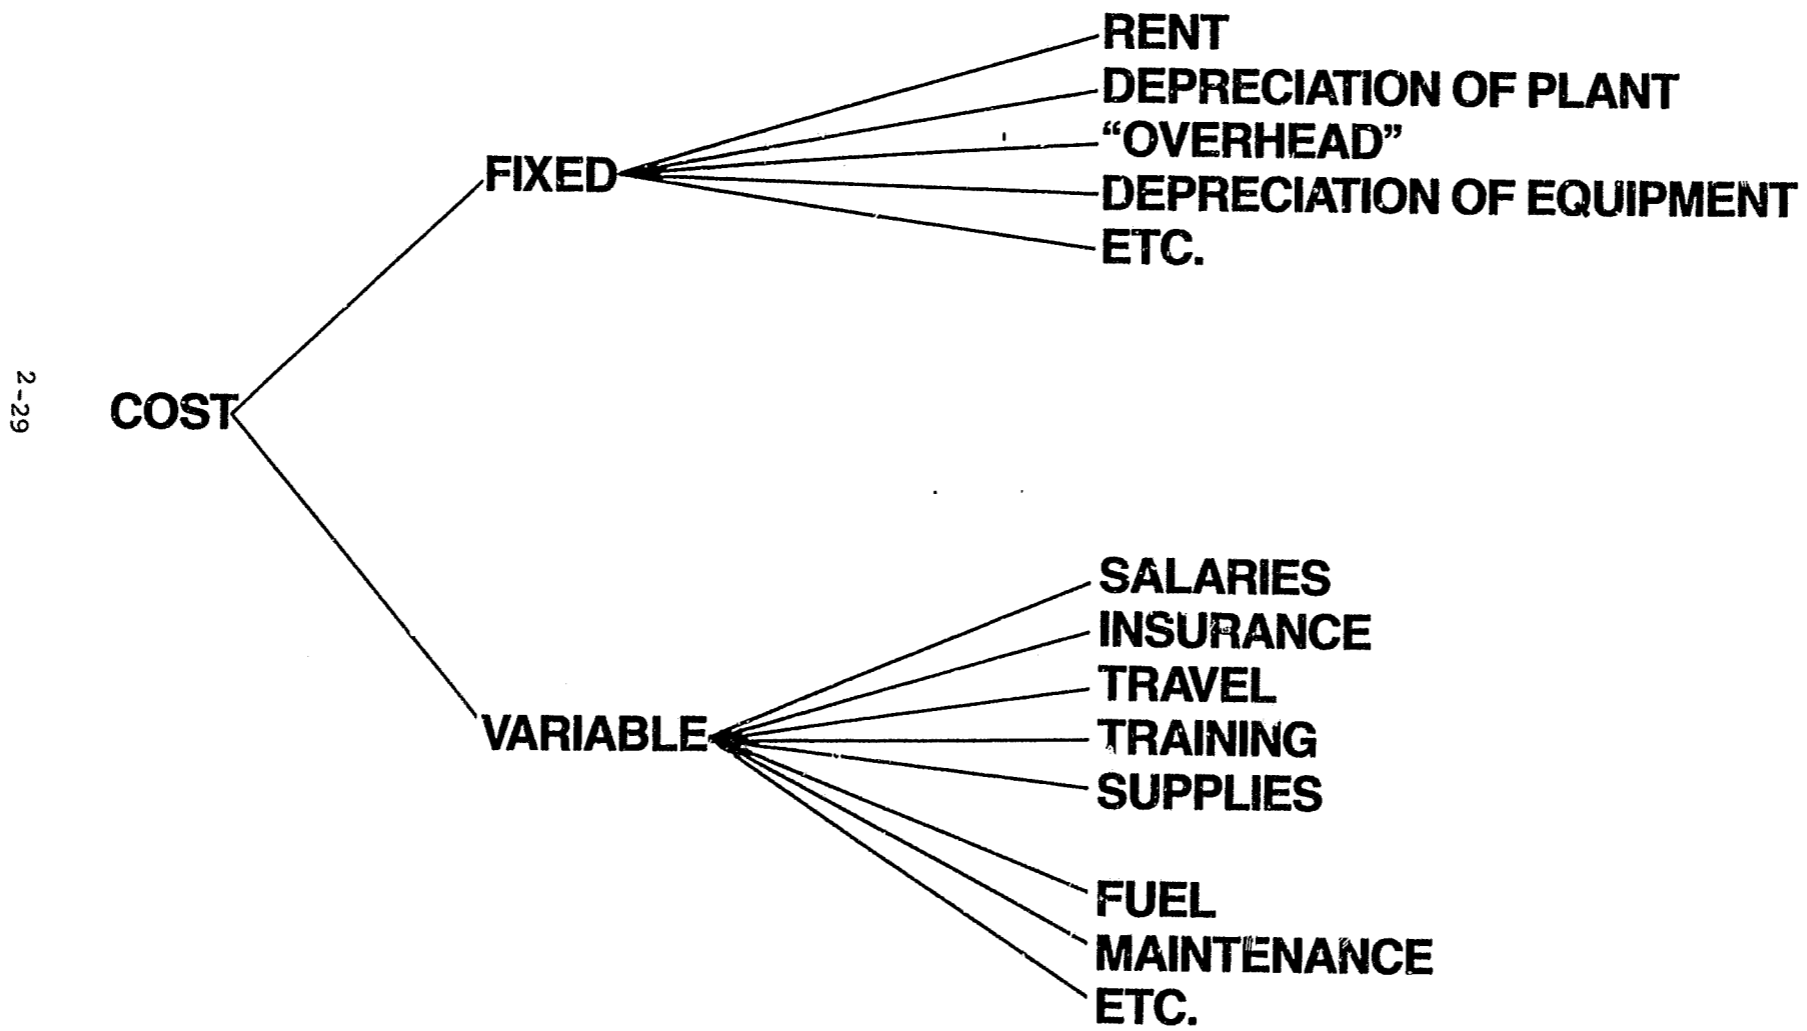 RENT
DEPRECIATION OF PLANT
“OVERHEAD”
FIXED
DEPRECIATION OF EQUIPMENT
ETC.
2-29
COST
SALARIES
INSURANCE
TRAVEL
VARIABLE
TRAINING
SUPPLIES
FUEL
MAINTENANCE
ETC.